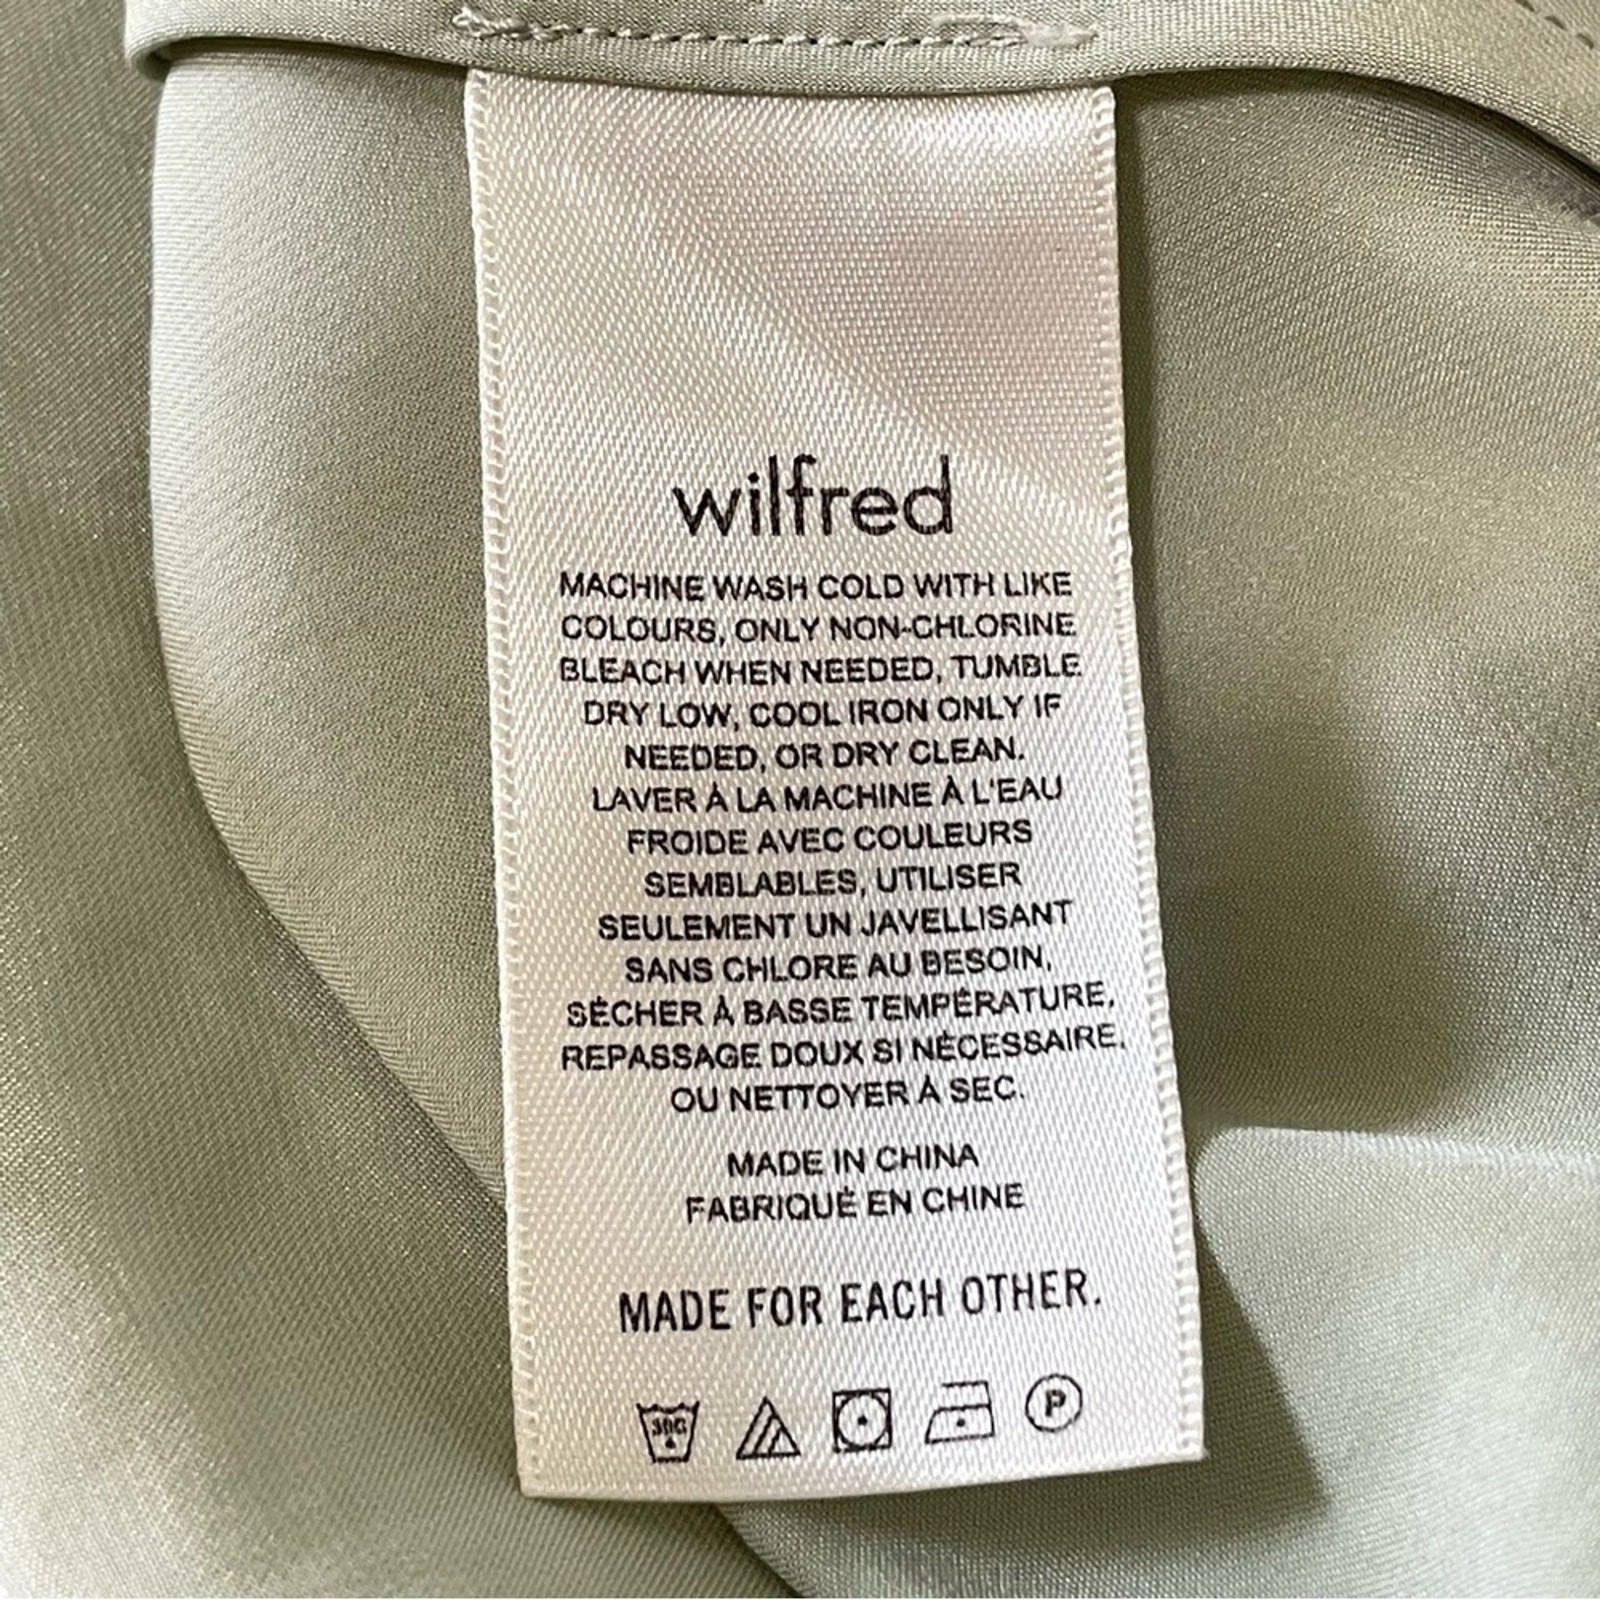 wilfred
MACHINE WASH COLD WITH LIKE
COLOURS, ONLY NON-CHLORINE
BLEACH WHEN NEEDED, TUMBLE
DRY LOW, COOL IRON ONLY IF
NEEDED, OR DRY CLEAN.
LAVER À LA MACHINE À L'EAU
FROIDE AVEC COULEURS
SEMBLABLES, UTILISER
SEULEMENT UN JAVELLISANT
SANS CHLORE AU BESOIN,
SÉCHER À BASSE TEMPÉRATURE,
REPASSAGE DOUX SI NÉCESSAIRE,
OU NETTOYER À SEC.
MADE IN CHINA
FABRIQUÉ EN CHINE
MADE FOR EACH OTHER.
30C P